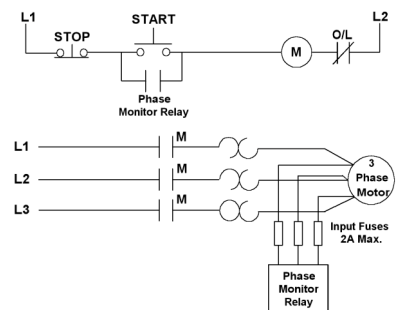 L1
L2
START
STOP
O/L
M
Phase
Monitor Relay
L1
M
L2
M
L3
M
3
Phase
Motor
Input Fuses
2A Max.
Phase
Monitor
Relay